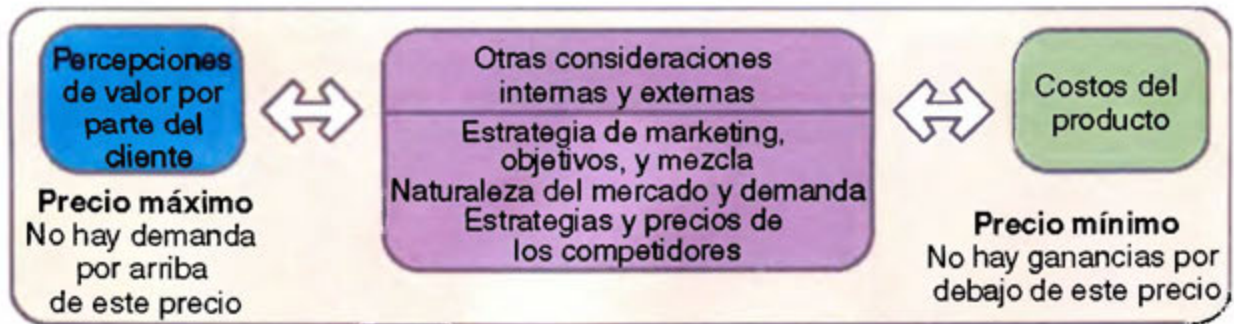 Percepciones
de valor por
parte del
cliente
Precio máximo
No hay demanda
por arriba
de este precio
Otras consideraciones
internas y externas
Estrategia de marketing,
objetivos, y mezcla
Naturaleza del mercado y demanda
Estrategias y precios de
los competidores
Costos del
producto
Precio mínimo
No hay ganancias por
debajo de este precio